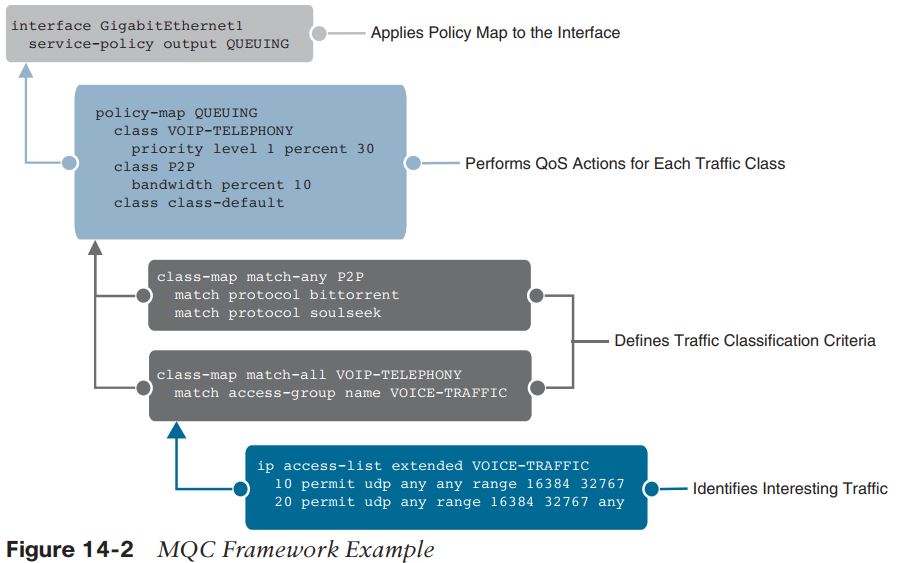 interface GigabitEthernet1
service-policy output QUEUING
Applies Policy Map to the Interface
policy-map QUEUING
class VOIP-TELEPHONY
priority level 1 percent 30
class P2P
bandwidth percent 10
class class-default
Performs QoS Actions for Each Traffic Class
class-map match-any P2P
match protocol bittorrent
match protocol soulseek
Defines Traffic Classification Criteria
class-map match-all VOIP-TELEPHONY
match access-group name VOICE-TRAFFIC
ip access-list extended VOICE-TRAFFIC
10 permit udp any any range 16384 32767
20 permit udp any range 16384 32767 any
Identifies Interesting Traffic
Figure 14-2 MQC Framework Example